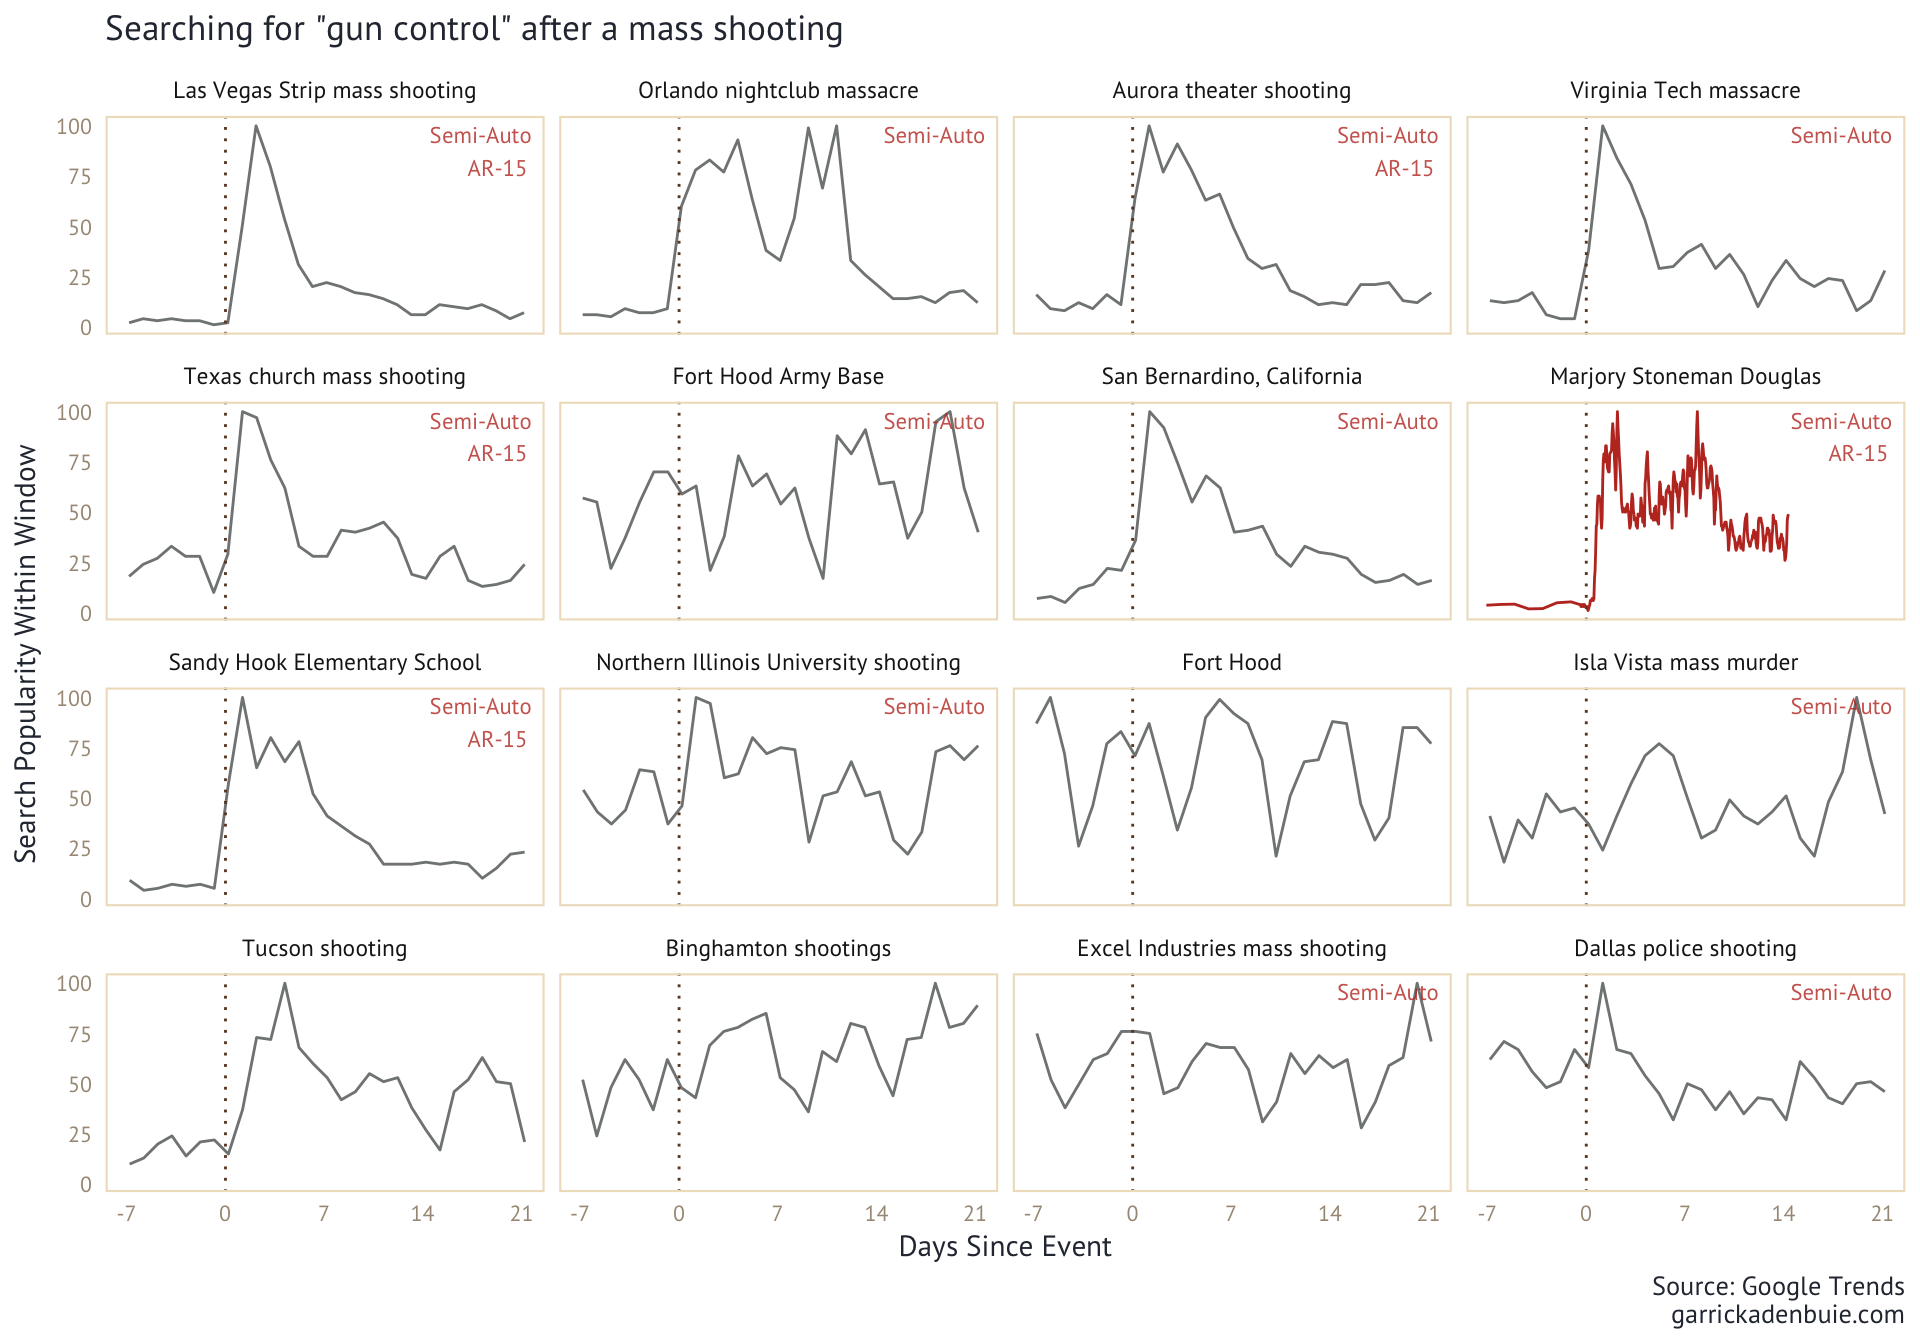 Searching for "gun control" after a mass shooting
Las Vegas Strip mass shooting
Orlando nightclub massacre
Aurora theater shooting
Virginia Tech massacre
100
75
50
25
0
Semi-Auto
AR-15
Semi-Auto
Semi-Auto
AR-15
Semi-Auto
Texas church mass shooting
Fort Hood Army Base
San Bernardino, California
Marjory Stoneman Douglas
100
75
50
25
0
Semi-Auto
AR-15
Semi-Auto
Semi-Auto
Semi-Auto
AR-15
Search Popularity Within Window
Sandy Hook Elementary School
Northern Illinois University shooting
Fort Hood
Isla Vista mass murder
100
75
50
25
0
Semi-Auto
AR-15
Semi-Auto
Semi-Auto
Tucson shooting
Binghamton shootings
Excel Industries mass shooting
Dallas police shooting
100
75
50
25
0
Semi-Auto
Semi-Auto
-7 0 7 14 21
-7 0 7 14 21
-7 0 7 14 21
-7 0 7 14 21
Days Since Event
Source: Google Trends
garrickadenbuie.com